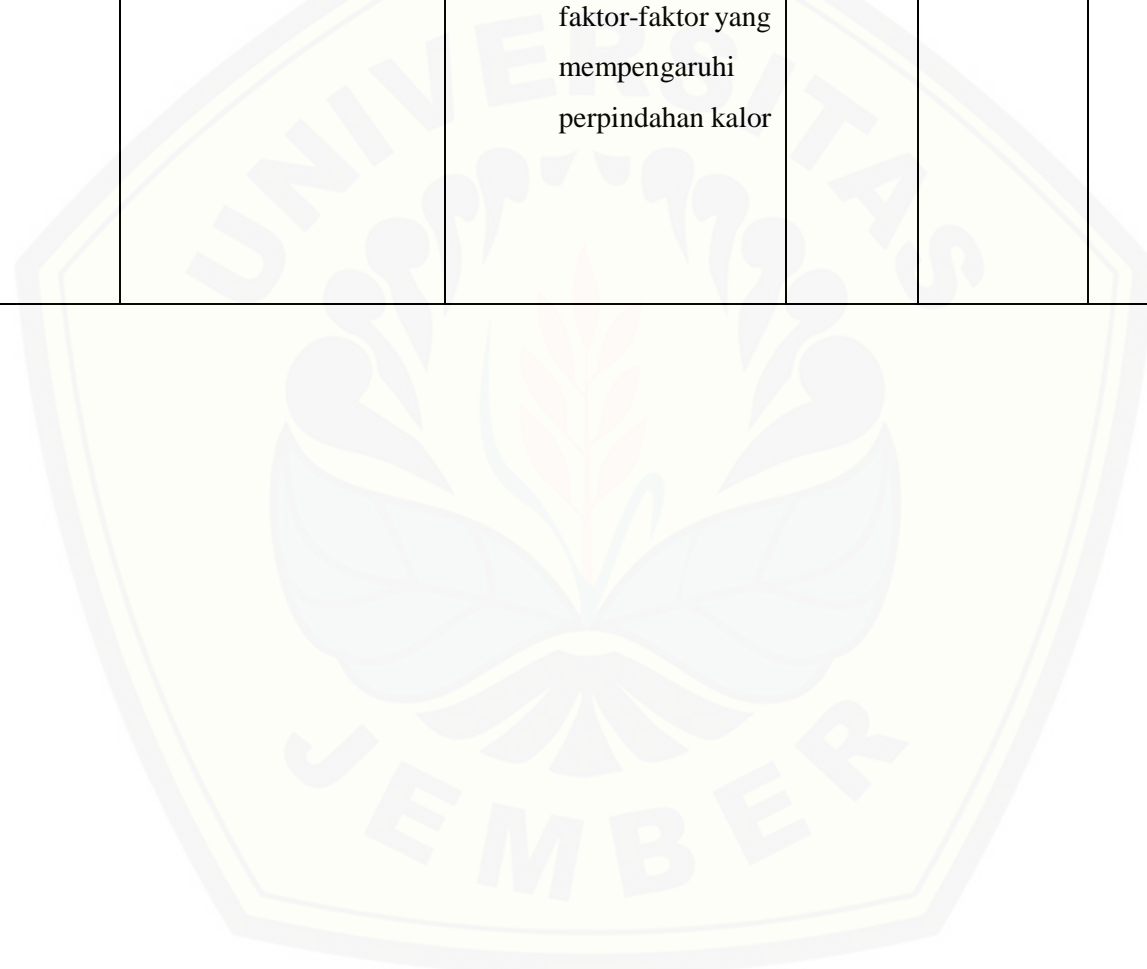 faktor-faktor yang
mempengaruhi
perpindahan kalor
UNIVERSITAS
JEMBER